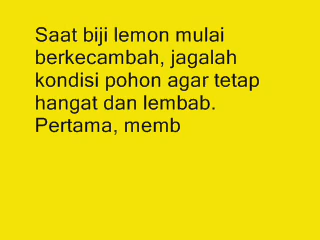 Saat biji lemon mulai
berkecambah, jagalah
kondisi pohon agar tetap
hangat dan lembab.
Pertama, memb